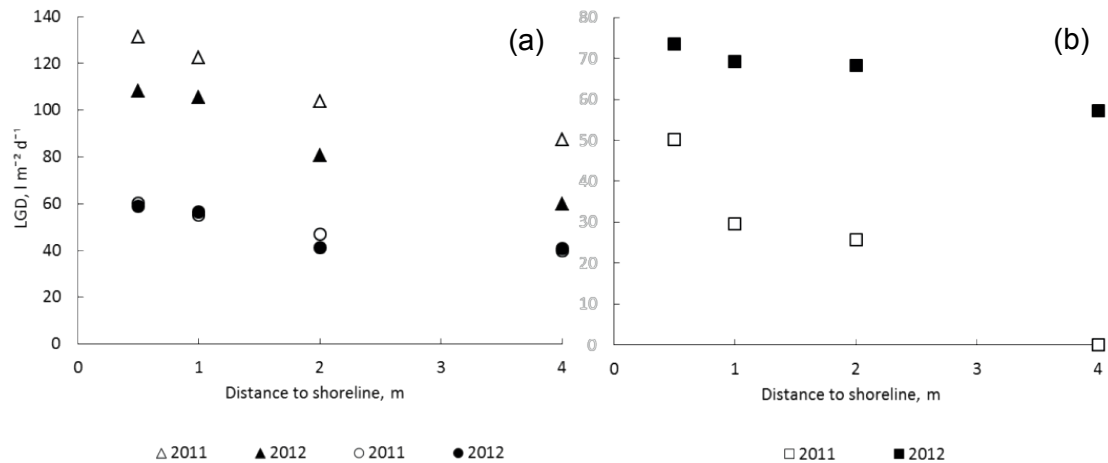 (a)
140
120
100
80
60
40
20
0
LGD, l m⁻² d⁻¹
0 1 2 3 4
Distance to shoreline, m
△ 2011 ▲ 2012 ○ 2011 ● 2012
(b)
80
70
60
50
40
30
20
10
0
0 1 2 3 4
Distance to shoreline, m
□ 2011 ■ 2012